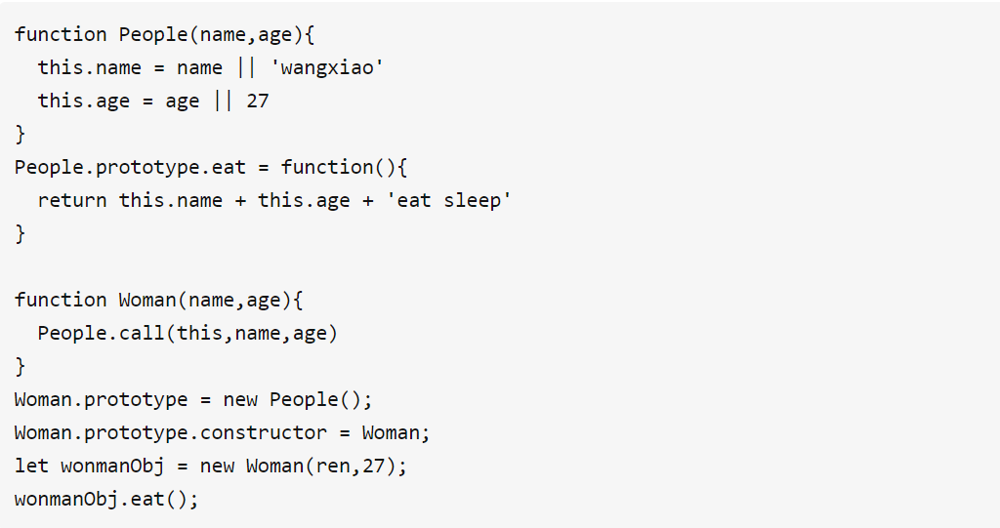 function People(name,age){
  this.name = name || 'wangxiao'
  this.age = age || 27
}
People.prototype.eat = function(){
  return this.name + this.age + 'eat sleep'
}

function Woman(name,age){
  People.call(this,name,age)
}
Woman.prototype = new People();
Woman.prototype.constructor = Woman;
let wonmanObj = new Woman(ren,27);
wonmanObj.eat();